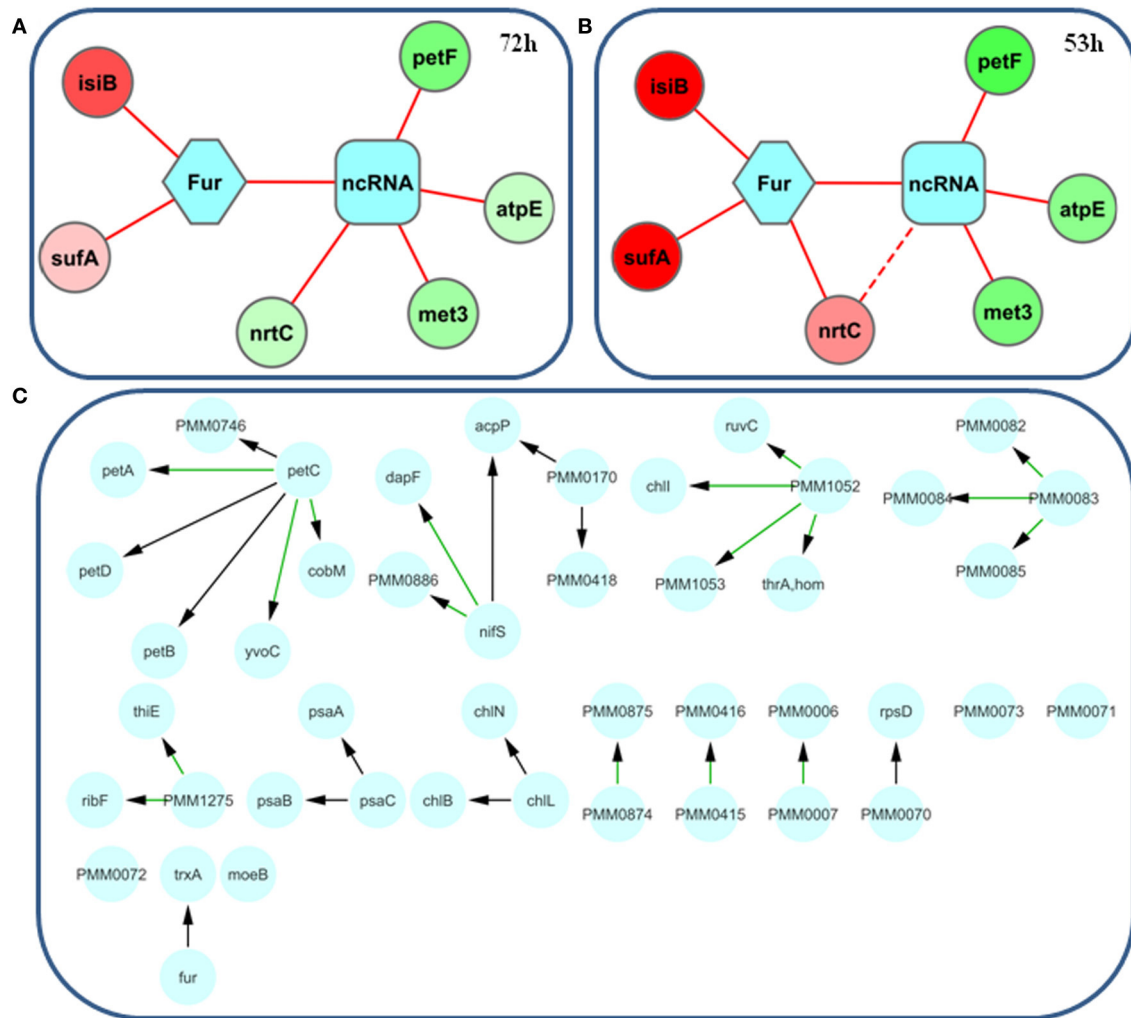 A
72h
petF
isiB
Fur
ncRNA
atpE
sufA
nrtC
met3
B
53h
petF
isiB
Fur
ncRNA
atpE
sufA
nrtC
met3
C
PMM0746
acpP
ruvC
PMM0082
petA
petC
dapF
PMM0170
chlI
PMM1052
PMM0084
PMM0083
petD
cobM
PMM0886
PMM0418
PMM1053
thrA,hom
PMM0085
petB
yvoC
nifS
thiE
psaA
chlN
PMM0875
PMM0416
PMM0006
rpsD
PMM0073
PMM0071
ribF
PMM1275
psaB
psaC
chlB
chlL
PMM0874
PMM0415
PMM0007
PMM0070
PMM0072
trxA
moeB
fur